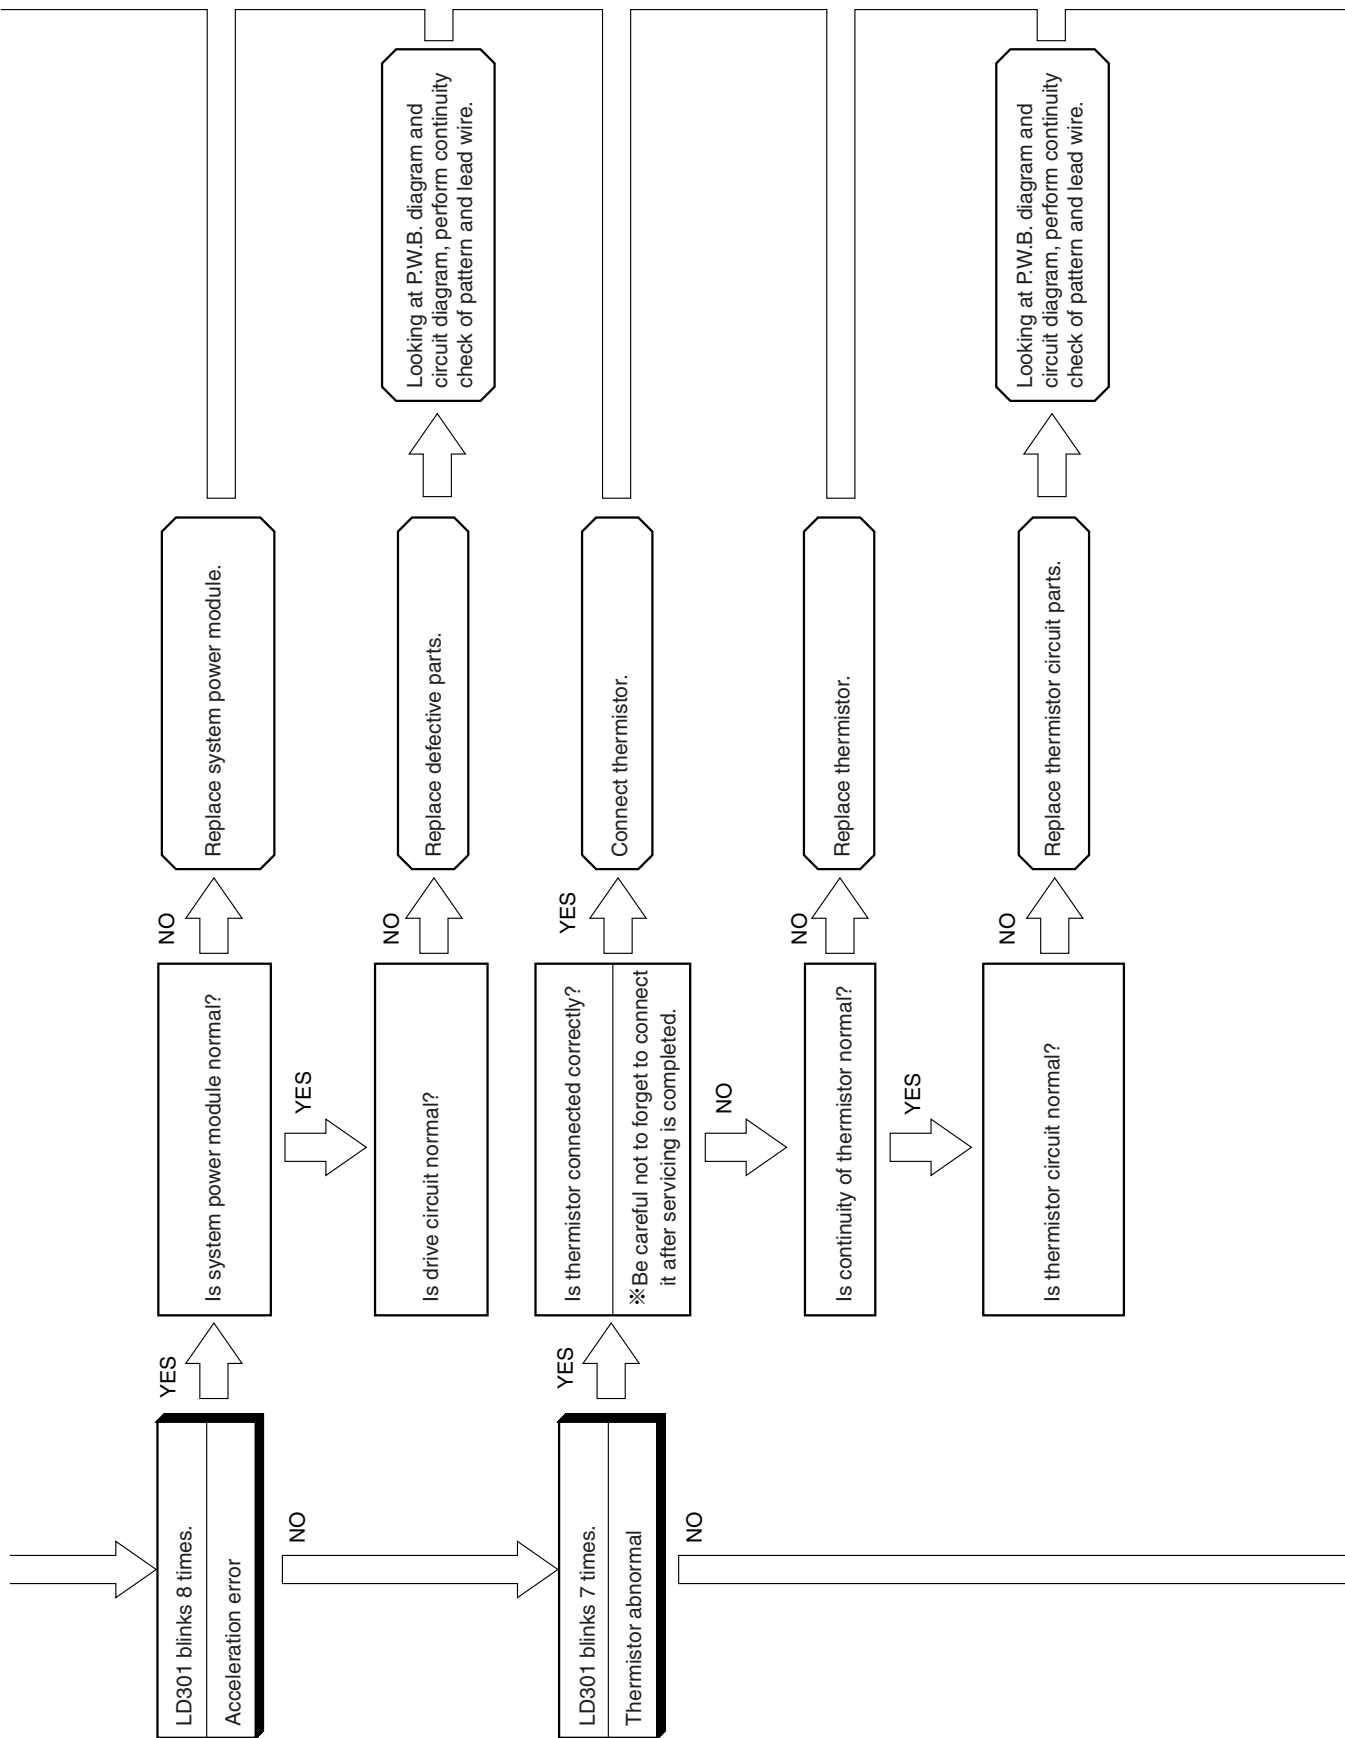 LD301 blinks 8 times.
Acceleration error
YES
Is system power module normal?
NO
Replace system power module.
YES
Is drive circuit normal?
NO
Replace defective parts.
Looking at P.W.B. diagram and
circuit diagram, perform continuity
check of pattern and lead wire.
NO
LD301 blinks 7 times.
Thermistor abnormal
YES
Is thermistor connected correctly?
※Be careful not to forget to connect
it after servicing is completed.
YES
Connect thermistor.
NO
Is continuity of thermistor normal?
NO
Replace thermistor.
YES
Is thermistor circuit normal?
NO
Replace thermistor circuit parts.
Looking at P.W.B. diagram and
circuit diagram, perform continuity
check of pattern and lead wire.
NO